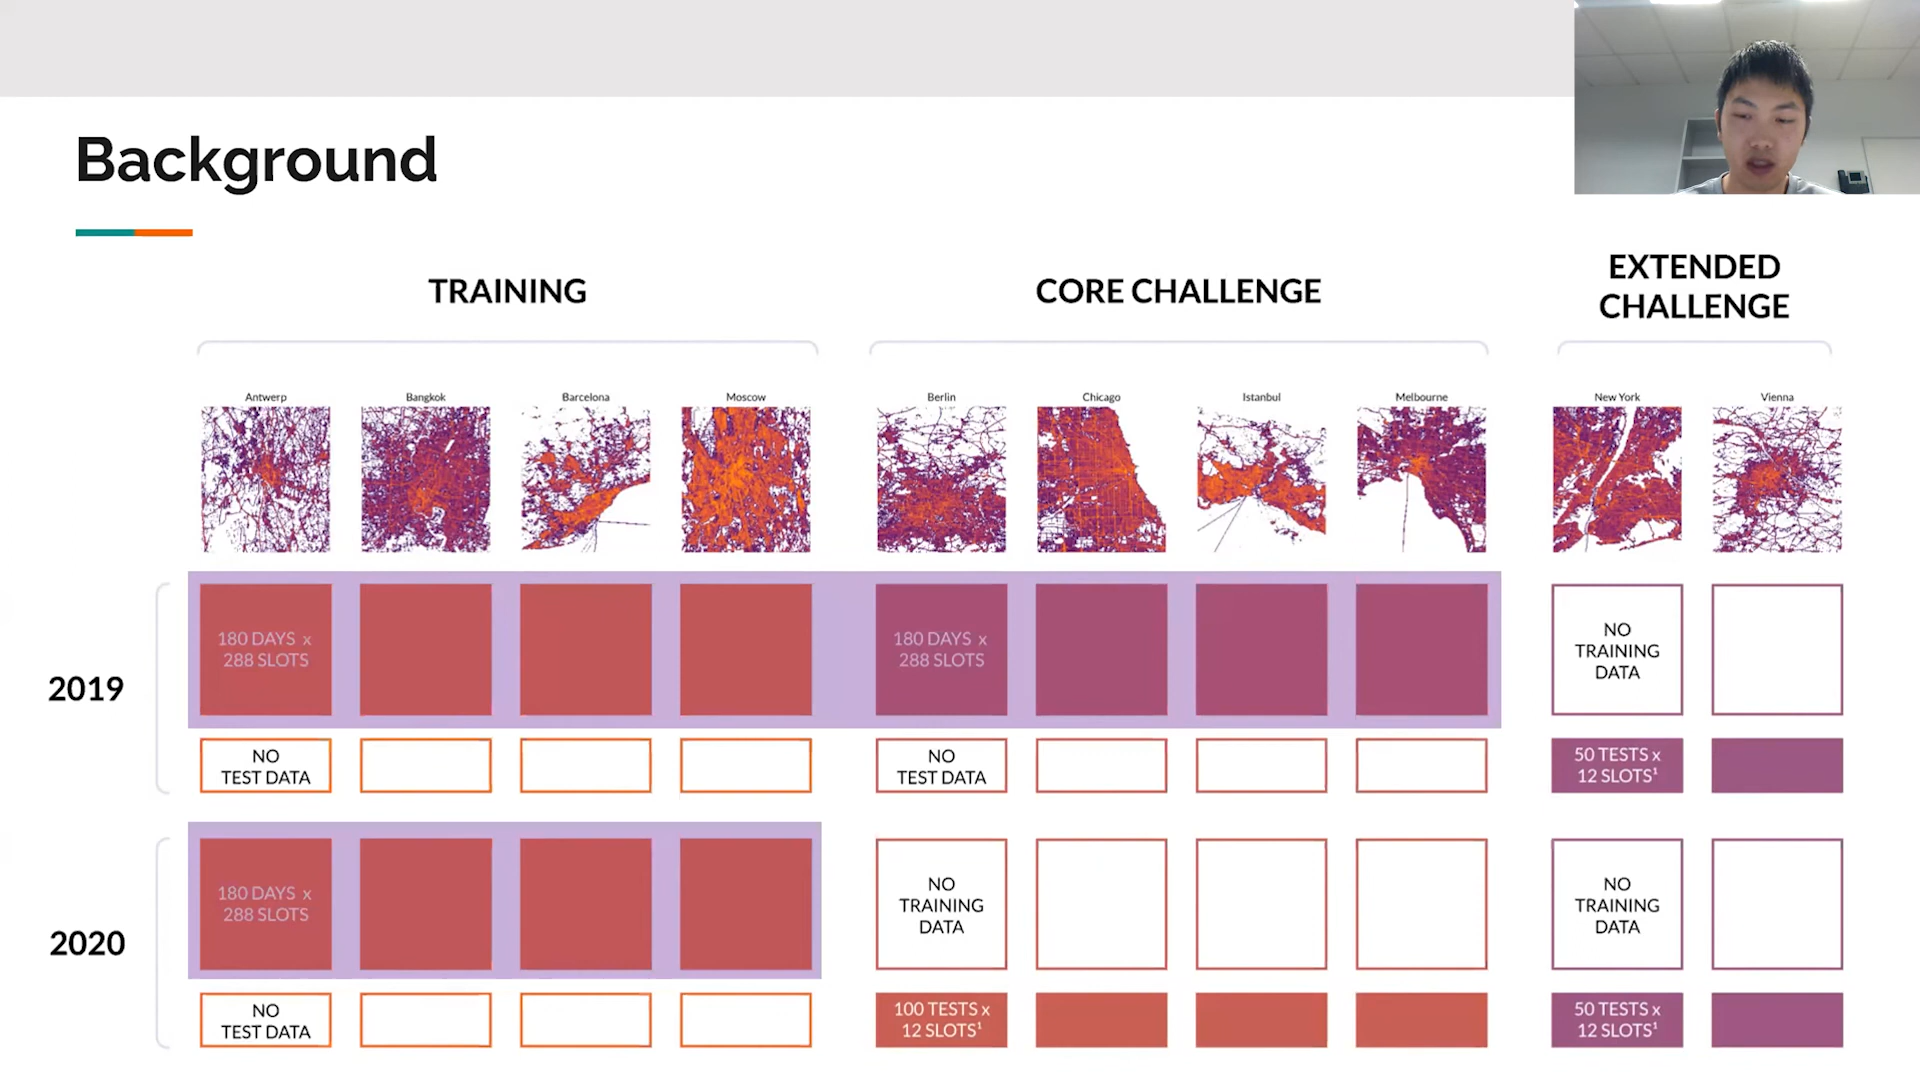 Background
TRAINING
CORE CHALLENGE
EXTENDED
CHALLENGE
Antwerp
Bangkok
Barcelona
Moscow
Berlin
Chicago
Istanbul
Melbourne
New York
Vienna
2019
180 DAYS x
288 SLOTS
180 DAYS x
288 SLOTS
NO
TRAINING
DATA
NO
TEST DATA
NO
TEST DATA
50 TESTS x
12 SLOTS¹
2020
180 DAYS x
288 SLOTS
NO
TRAINING
DATA
NO
TRAINING
DATA
NO
TEST DATA
100 TESTS x
12 SLOTS¹
50 TESTS x
12 SLOTS¹